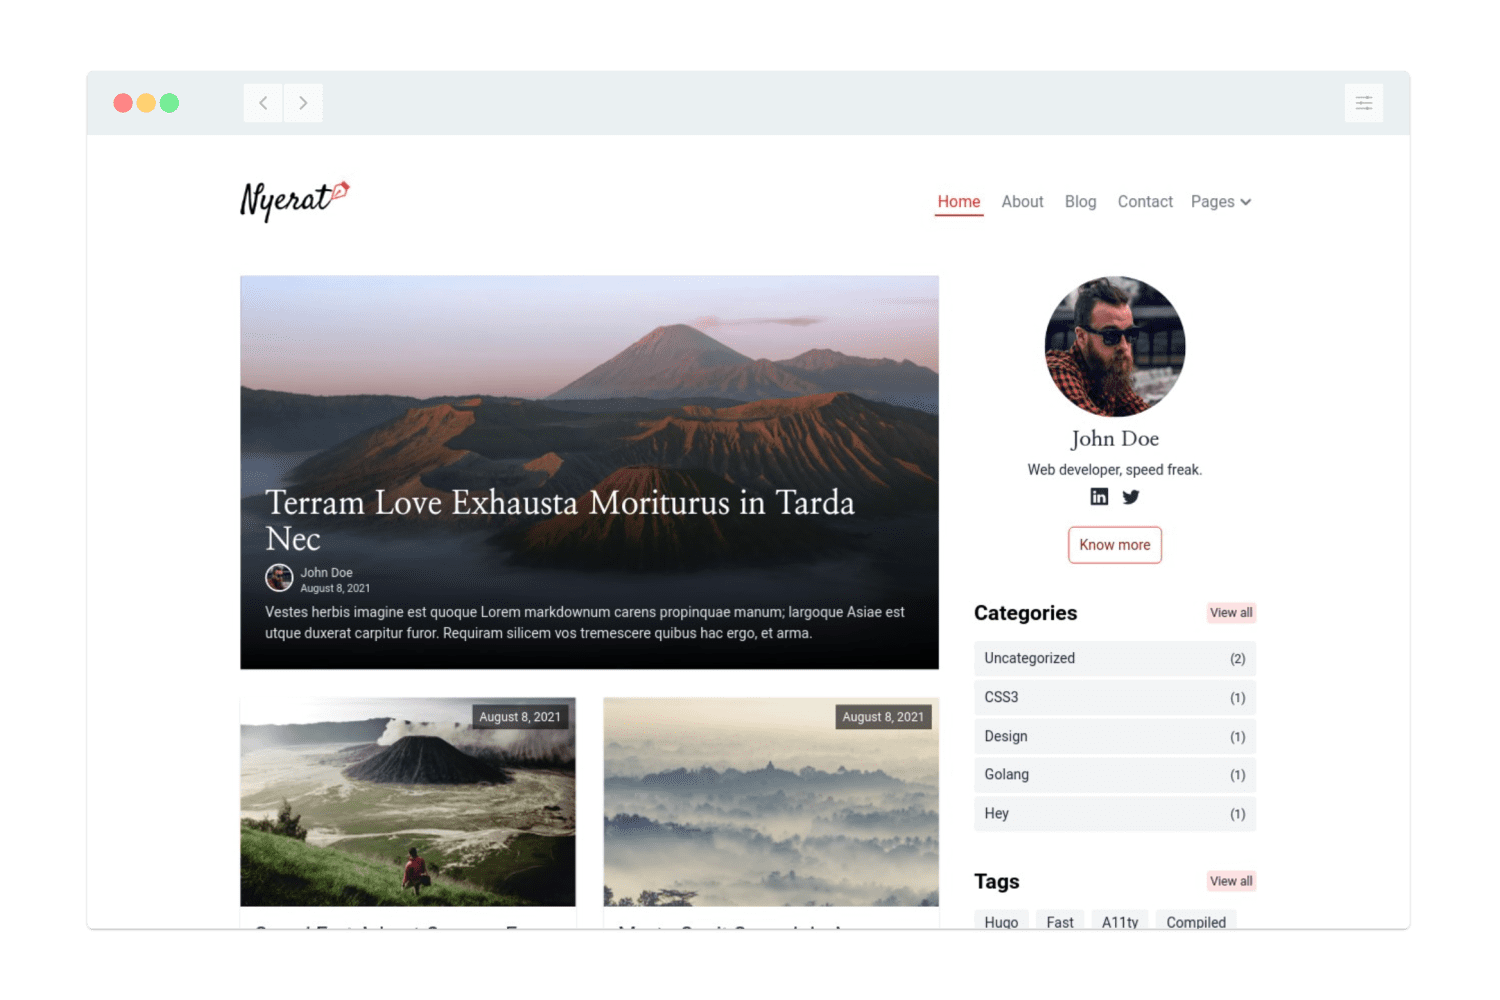 Nyerat
Home About Blog Contact Pages
Terram Love Exhausta Moriturus in Tarda
Nec
John Doe
August 8, 2021
Vestes herbis imagine est quoque Lorem markdownum carens propinquae manum; largoque Asiae est
utque duxerat carpitur furor. Requiram silicem vos tremescere quibus hac ergo, et arma.
August 8, 2021
August 8, 2021
John Doe
Web developer, speed freak.
in
Know more
Categories View all
Uncategorized (2)
CSS3 (1)
Design (1)
Golang (1)
Hey (1)
Tags View all
Hugo Fast A11ty Compiled